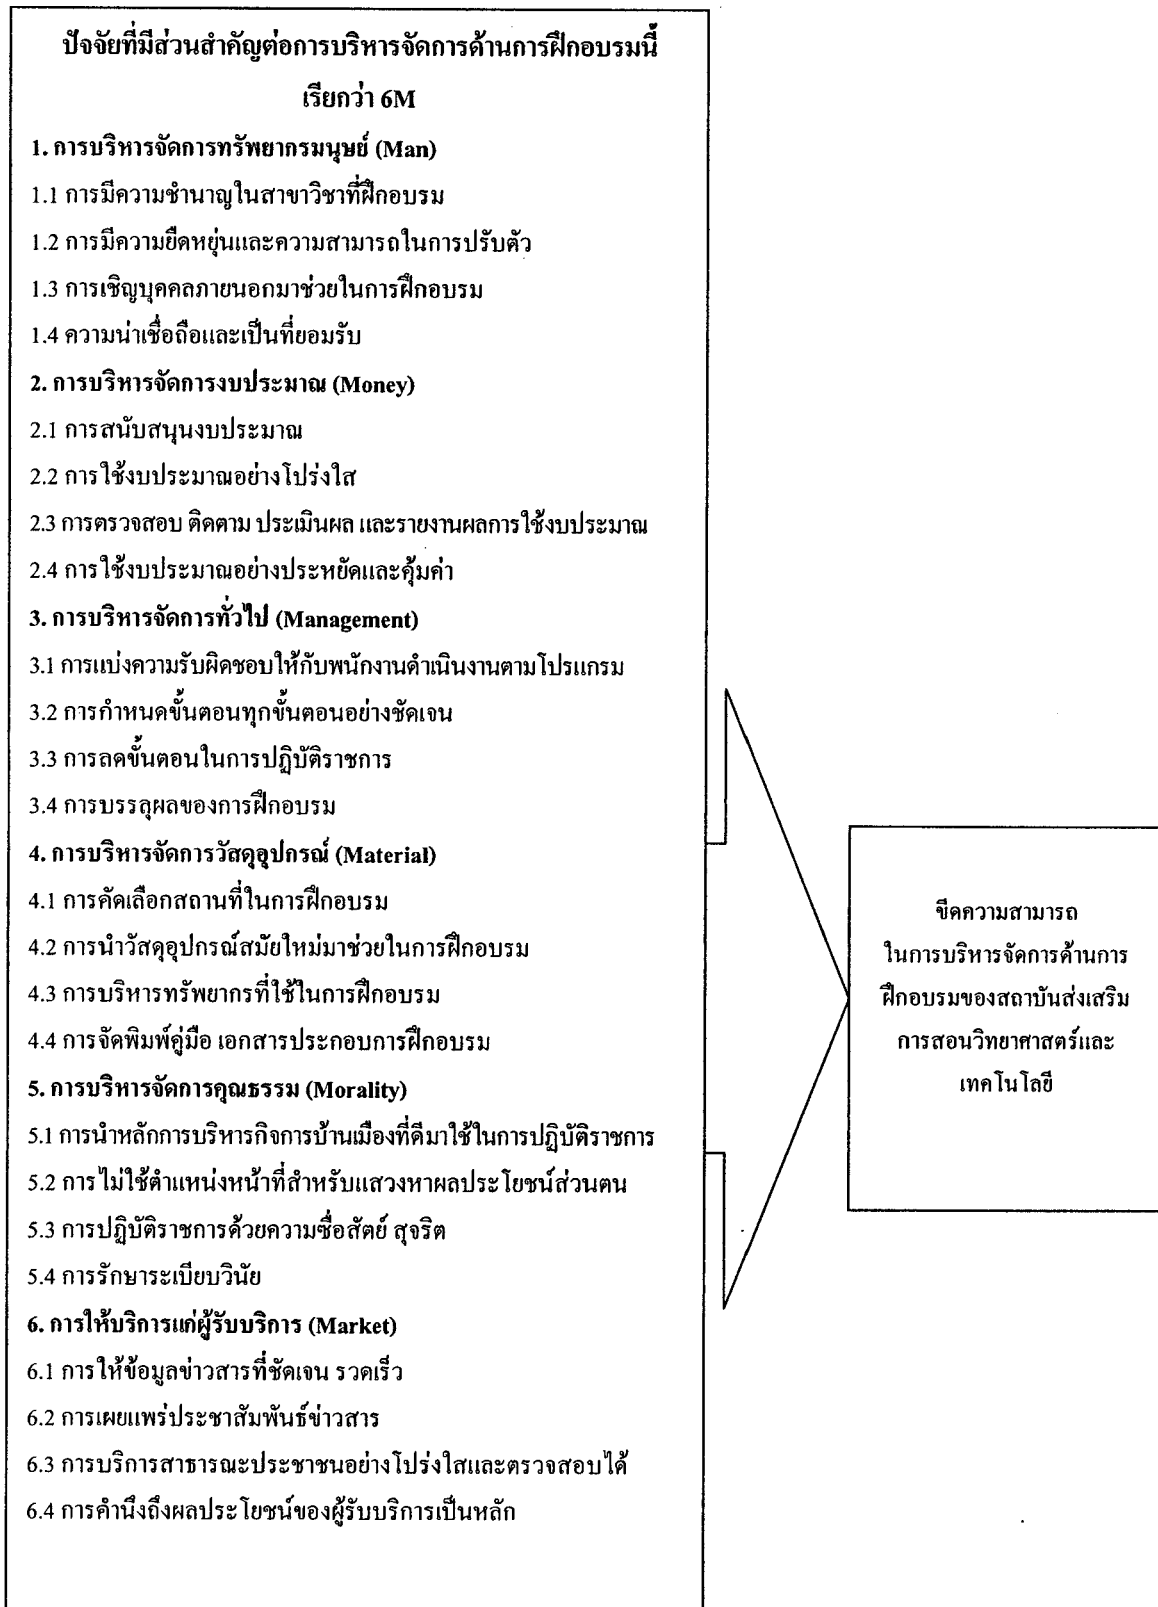 ปัจจัยที่มีส่วนสำคัญต่อการบริหารจัดการด้านการฝึกอบรมนี้
เรียกว่า 6M
1. การบริหารจัดการทรัพยากรมนุษย์ (Man)
1.1 การมีความชำนาญในสาขาวิชาที่ฝึกอบรม
1.2 การมีความยืดหยุ่นและความสามารถในการปรับตัว
1.3 การเชิญบุคคลภายนอกมาช่วยในการฝึกอบรม
1.4 ความน่าเชื่อถือและเป็นที่ยอมรับ
2. การบริหารจัดการงบประมาณ (Money)
2.1 การสนับสนุนงบประมาณ
2.2 การใช้งบประมาณอย่างโปร่งใส
2.3 การตรวจสอบ ติดตาม ประเมินผล และรายงานผลการใช้งบประมาณ
2.4 การใช้งบประมาณอย่างประหยัดและคุ้มค่า
3. การบริหารจัดการทั่วไป (Management)
3.1 การแบ่งความรับผิดชอบให้กับพนักงานดำเนินงานตามโปรแกรม
3.2 การกำหนดขั้นตอนทุกขั้นตอนอย่างชัดเจน
3.3 การลดขั้นตอนในการปฏิบัติราชการ
3.4 การบรรลุผลของการฝึกอบรม
4. การบริหารจัดการวัสดุอุปกรณ์ (Material)
4.1 การคัดเลือกสถานที่ในการฝึกอบรม
4.2 การนำวัสดุอุปกรณ์สมัยใหม่มาช่วยในการฝึกอบรม
4.3 การบริหารทรัพยากรที่ใช้ในการฝึกอบรม
4.4 การจัดพิมพ์คู่มือ เอกสารประกอบการฝึกอบรม
5. การบริหารจัดการคุณธรรม (Morality)
5.1 การนำหลักการบริหารกิจการบ้านเมืองที่ดีมาใช้ในการปฏิบัติราชการ
5.2 การไม่ใช้ตำแหน่งหน้าที่สำหรับแสวงหาผลประโยชน์ส่วนตน
5.3 การปฏิบัติราชการด้วยความซื่อสัตย์ สุจริต
5.4 การรักษาระเบียบวินัย
6. การให้บริการแก่ผู้รับบริการ (Market)
6.1 การให้ข้อมูลข่าวสารที่ชัดเจน รวดเร็ว
6.2 การเผยแพร่ประชาสัมพันธ์ข่าวสาร
6.3 การบริการสาธารณะประชาชนอย่างโปร่งใสและตรวจสอบได้
6.4 การคำนึงถึงผลประโยชน์ของผู้รับบริการเป็นหลัก
ขีดความสามารถ
ในการบริหารจัดการด้านการ
ฝึกอบรมของสถาบันส่งเสริม
การสอนวิทยาศาสตร์และ
เทคโนโลยี